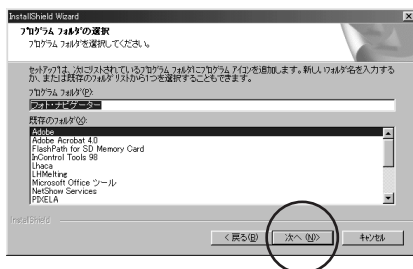 InstallShield Wizard
プログラム フォルダの選択
プログラム フォルダを選択してください。
セットアップは、次にリストされているプログラム フォルダにプログラム アイコンを追加します。新しいフォルダ名を入力する
か、または既存のフォルダ リストから1つを選択することもできます。
プログラム フォルダ(P):
フォト・ナビゲーター
既存のフォルダ(X):
Adobe
Adobe Acrobat 4.0
FlashPath for SD Memory Card
InControl Tools 98
Lhaca
LHMelting
Microsoft Office ツール
NetShow Services
PIXELA
InstallShield
< 戻る(B)
次へ (N)>
キャンセル